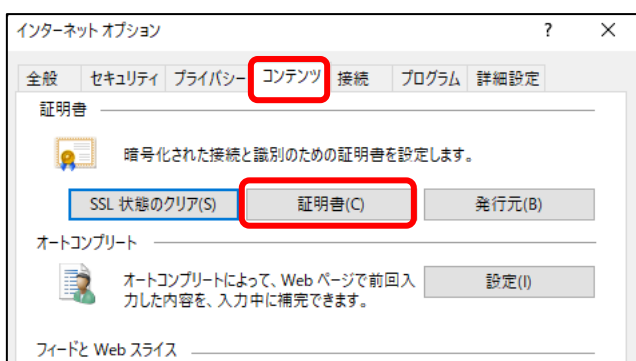 インターネット オプション ? ×
全般 セキュリティ プライバシー コンテンツ 接続 プログラム 詳細設定
証明書
暗号化された接続と識別のための証明書を設定します。
SSL 状態のクリア(S) 証明書(C) 発行元(B)
オートコンプリート
オートコンプリートによって、Web ページで前回入
力した内容を、入力中に補完できます。
設定(I)
フィードと Web スライス